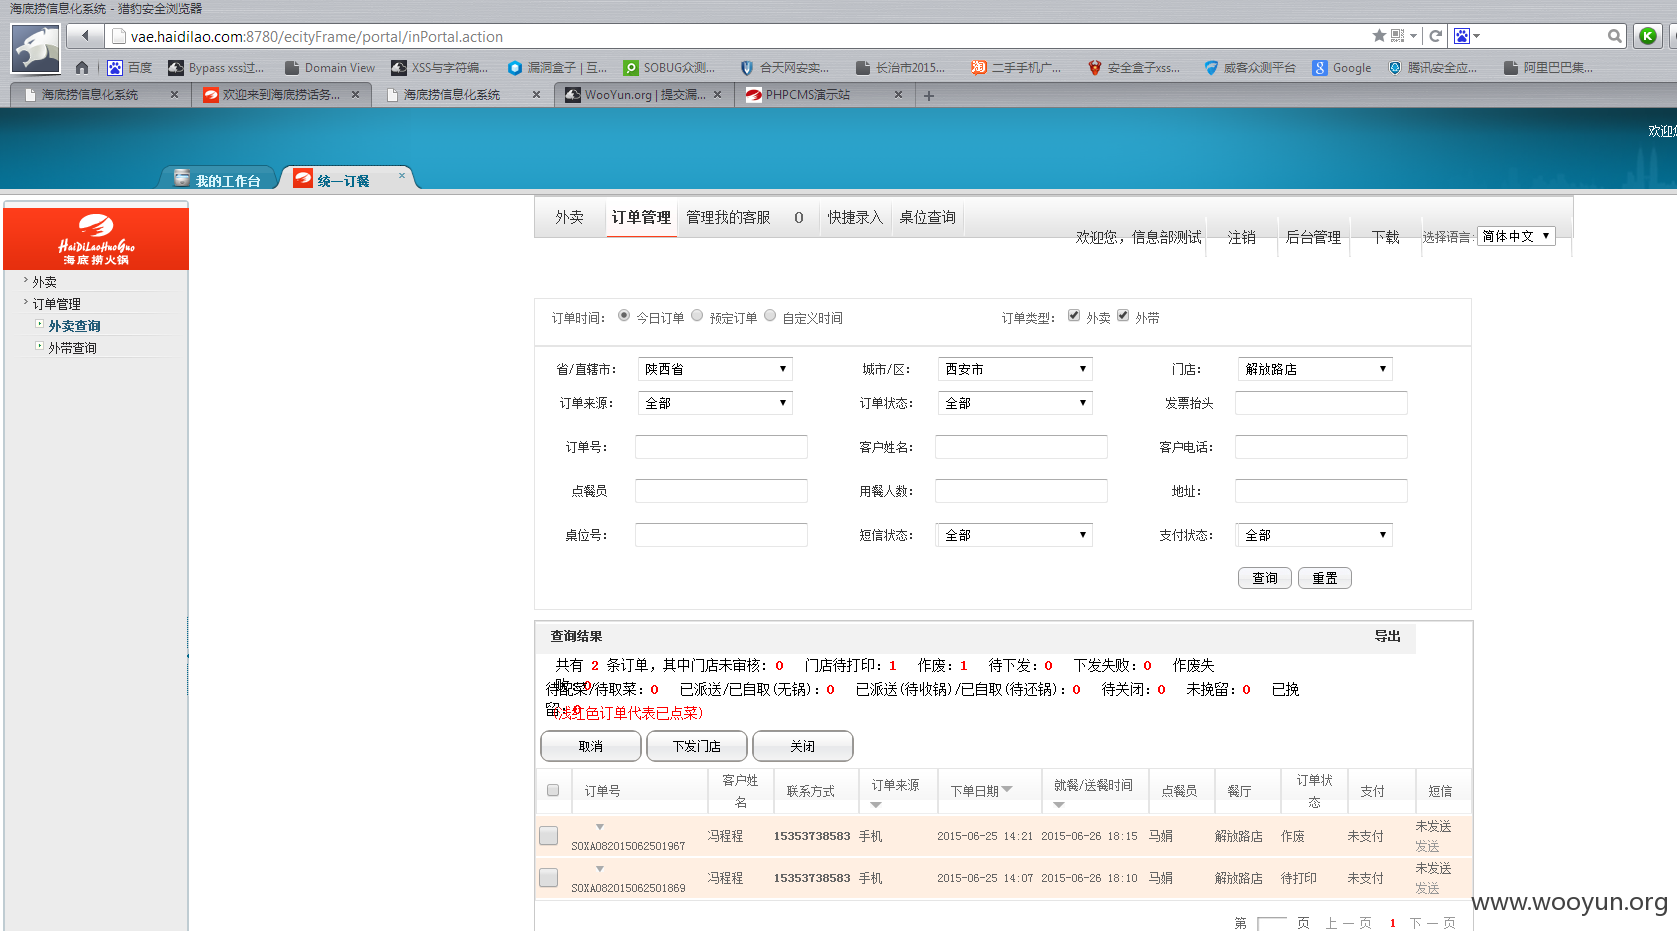 海底捞信息化系统 - 猎豹安全浏览器
vae.haidilao.com:8780/ecityFrame/portal/inPortal.action
百度 Bypass xss过... Domain View XSS与字符编... 漏洞盒子 | 互... SOBUG众测... 合天网安实... 长治市2015... 二手手机广... 安全盒子xss... 威客众测平台 Google 腾讯安全应... 阿里巴巴集...
海底捞信息化系统 欢迎来到海底捞话务... 海底捞信息化系统 WooYun.org | 提交漏... PHPCMS演示站
欢迎您
我的工作台 统一订餐
HaiDiLaoHuoGuo
海底捞火锅
外卖
订单管理
外卖查询
外带查询
外卖 订单管理 管理我的客服 0 快捷录入 桌位查询
欢迎您，信息部测试 注销 后台管理 下载 选择语言: 简体中文
订单时间： 今日订单 预定订单 自定义时间 订单类型： 外卖 外带
省/直辖市： 陕西省 城市/区： 西安市 门店： 解放路店
订单来源： 全部 订单状态： 全部 发票抬头
订单号： 客户姓名： 客户电话：
点餐员 用餐人数： 地址：
桌位号： 短信状态： 全部 支付状态： 全部
查询 重置
查询结果 导出
共有 2 条订单，其中门店未审核：0 门店待打印：1 作废：1 待下发：0 下发失败：0 作废失
败：0
待配菜/待取菜：0 已派送/已自取(无锅)：0 已派送(待收锅)/已自取(待还锅)：0 待关闭：0 未挽留：0 已挽
留：0
(浅红色订单代表已点菜)
取消 下发门店 关闭
订单号 客户姓名 联系方式 订单来源 下单日期 就餐/送餐时间 点餐员 餐厅 订单状态 支付 短信
SOXA082015062501967 冯程程 15353738583 手机 2015-06-25 14:21 2015-06-26 18:15 马娟 解放路店 作废 未支付 未发送
发送
SOXA082015062501869 冯程程 15353738583 手机 2015-06-25 14:07 2015-06-26 18:10 马娟 解放路店 待打印 未支付 未发送
发送
第 页 上一页 1 下一页
www.wooyun.org